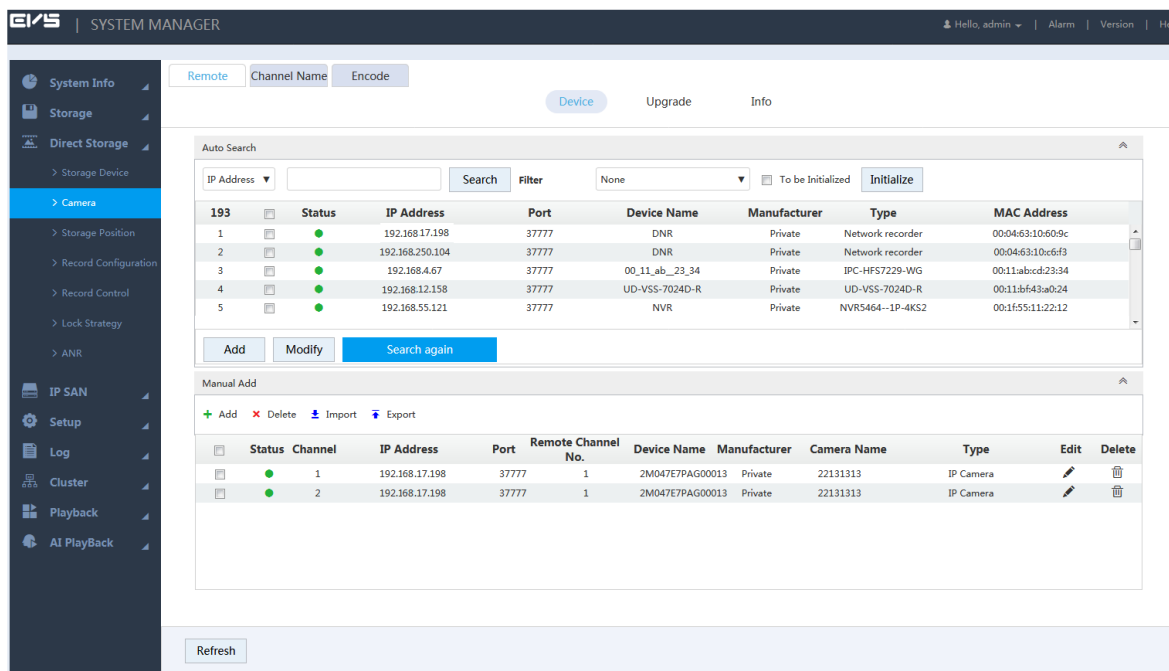 EVS | SYSTEM MANAGER
Hello, admin | Alarm | Version | He
System Info
Storage
Direct Storage
> Storage Device
> Camera
> Storage Position
> Record Configuration
> Record Control
> Lock Strategy
> ANR
IP SAN
Setup
Log
Cluster
Playback
AI PlayBack
Remote Channel Name Encode
Device Upgrade Info
Auto Search
IP Address Search Filter None To be Initialized Initialize
193 Status IP Address Port Device Name Manufacturer Type MAC Address
1 192.168.17.198 37777 DNR Private Network recorder 00:04:63:10:60:9c
2 192.168.250.104 37777 DNR Private Network recorder 00:04:63:10:c6:f3
3 192.168.4.67 37777 00_11_ab__23_34 Private IPC-HFS7229-WG 00:11:ab:cd:23:34
4 192.168.12.158 37777 UD-VSS-7024D-R Private UD-VSS-7024D-R 00:11:bf:43:a0:24
5 192.168.55.121 37777 NVR Private NVR5464--1P-4KS2 00:1f:55:11:22:12
Add Modify Search again
Manual Add
+ Add × Delete Import Export
Status Channel IP Address Port Remote Channel No. Device Name Manufacturer Camera Name Type Edit Delete
1 192.168.17.198 37777 1 2M047E7PAG00013 Private 22131313 IP Camera
2 192.168.17.198 37777 1 2M047E7PAG00013 Private 22131313 IP Camera
Refresh